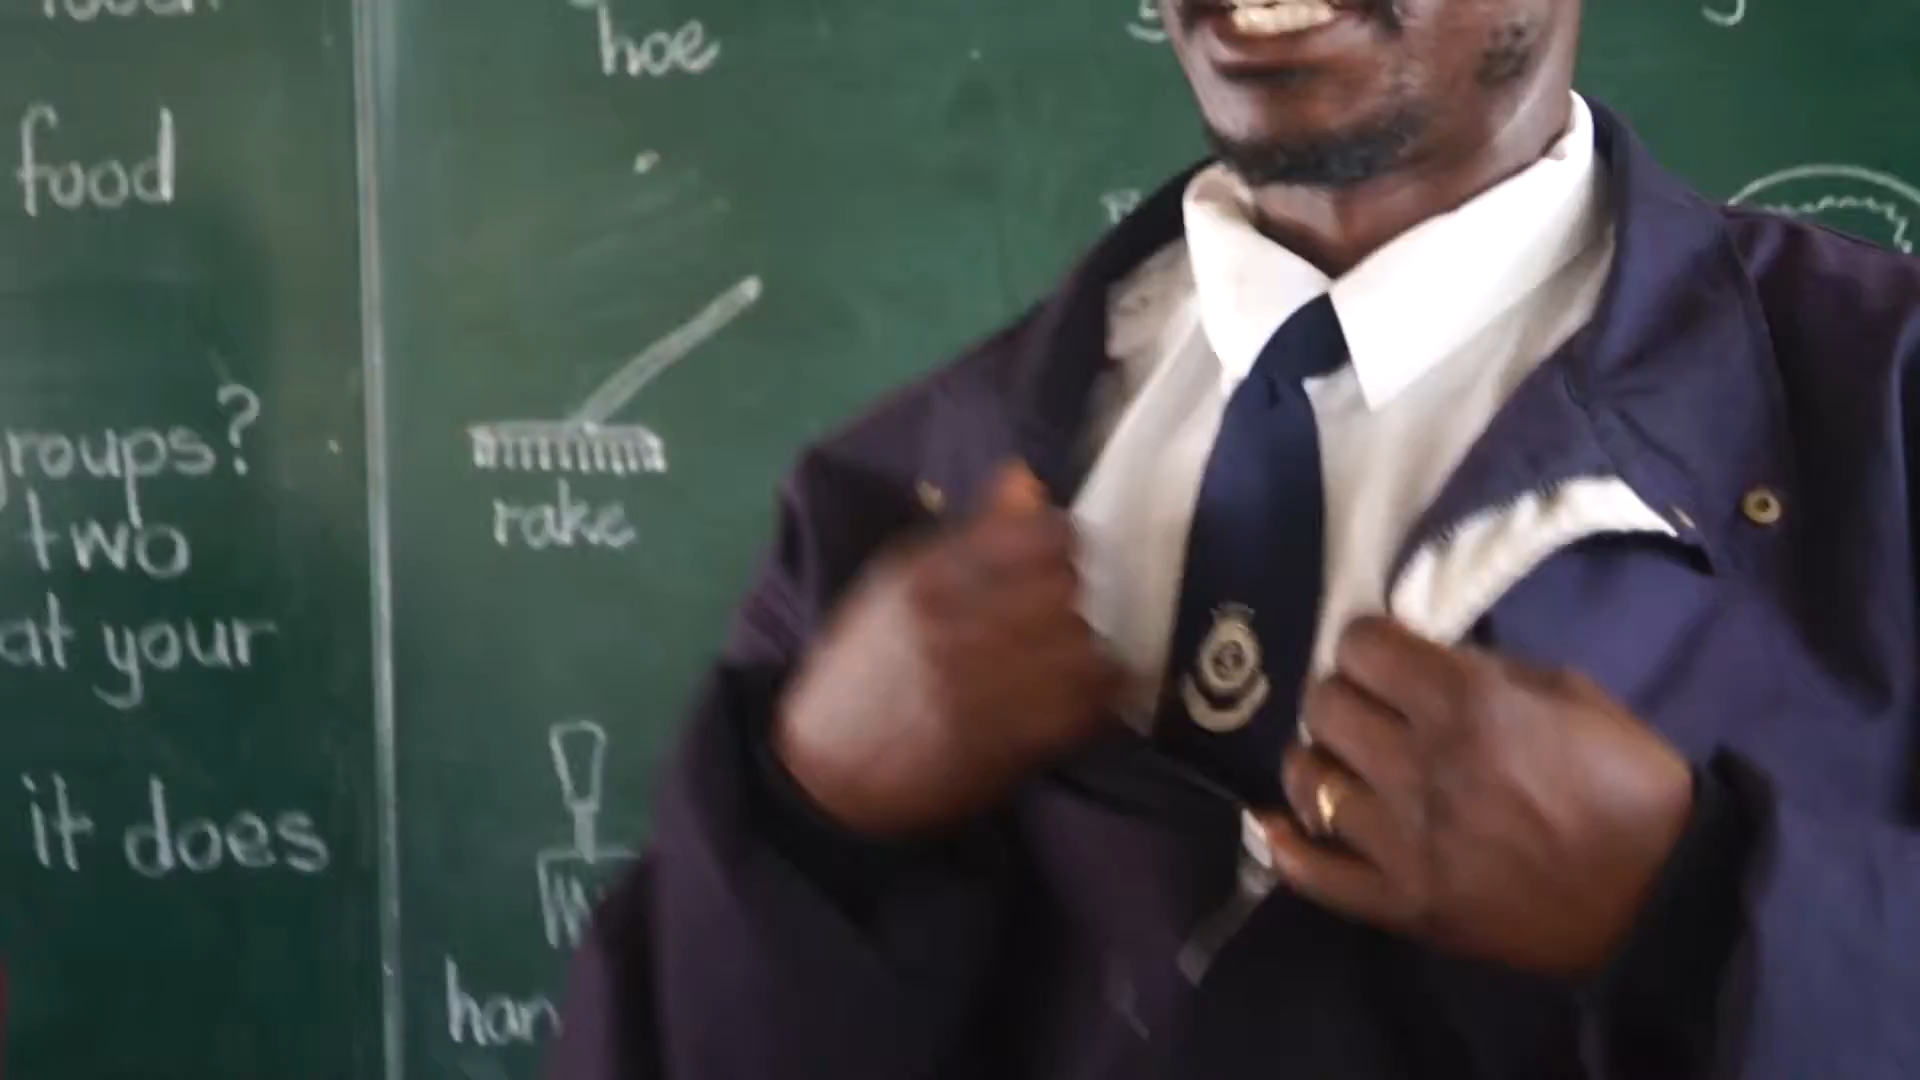 food
groups?
two
at your
it does
hoe
rake